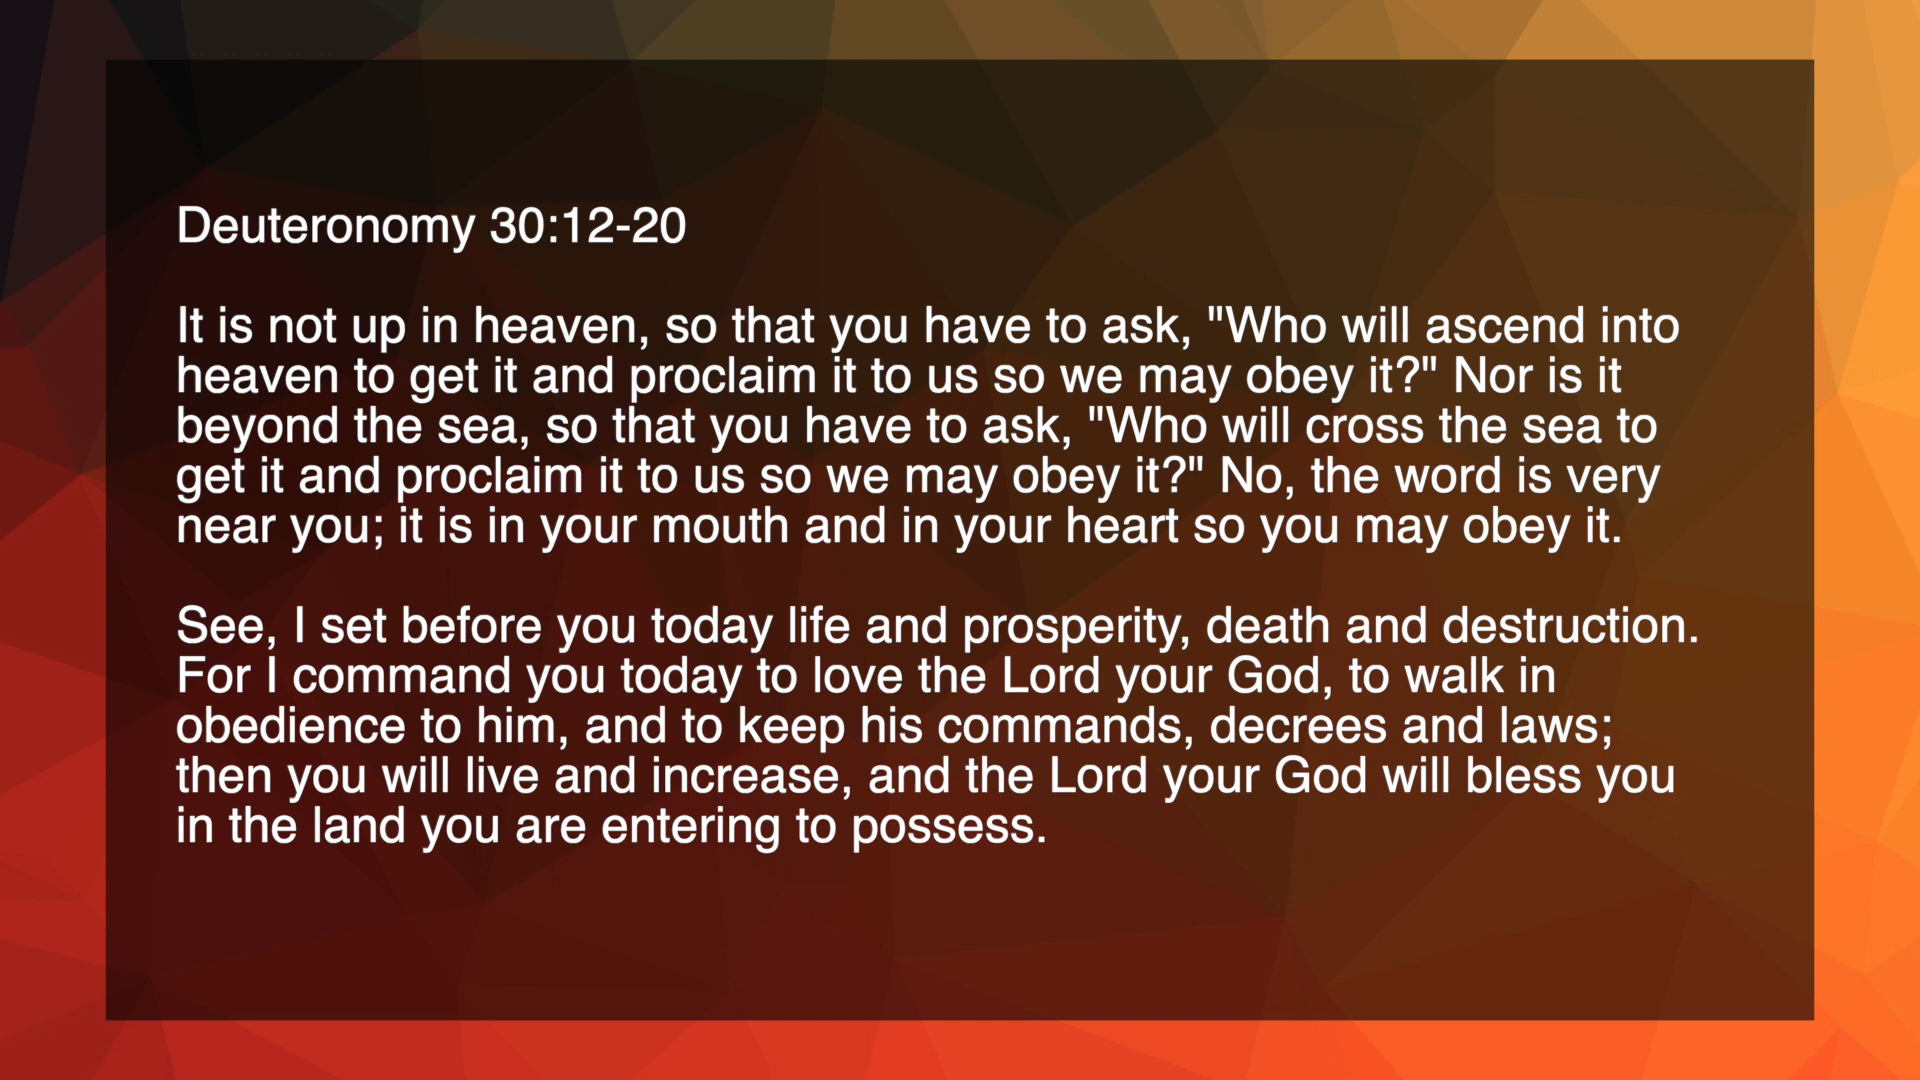 Deuteronomy 30:12-20
It is not up in heaven, so that you have to ask, "Who will ascend into
heaven to get it and proclaim it to us so we may obey it?" Nor is it
beyond the sea, so that you have to ask, "Who will cross the sea to
get it and proclaim it to us so we may obey it?" No, the word is very
near you; it is in your mouth and in your heart so you may obey it.
See, I set before you today life and prosperity, death and destruction.
For I command you today to love the Lord your God, to walk in
obedience to him, and to keep his commands, decrees and laws;
then you will live and increase, and the Lord your God will bless you
in the land you are entering to possess.